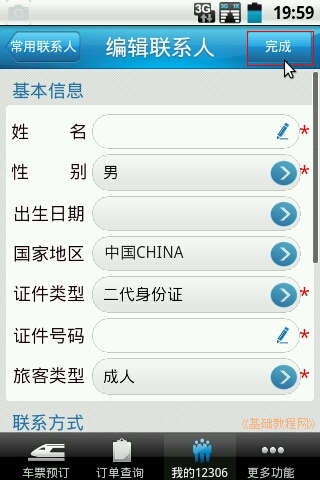 3G
19:59
常用联系人
编辑联系人
完成
基本信息
姓 名 *
性 别 男 *
出生日期
国家地区 中国CHINA
证件类型 二代身份证 *
证件号码 *
旅客类型 成人 *
联系方式
《基础教程网》
车票预订
订单查询
我的12306
更多功能